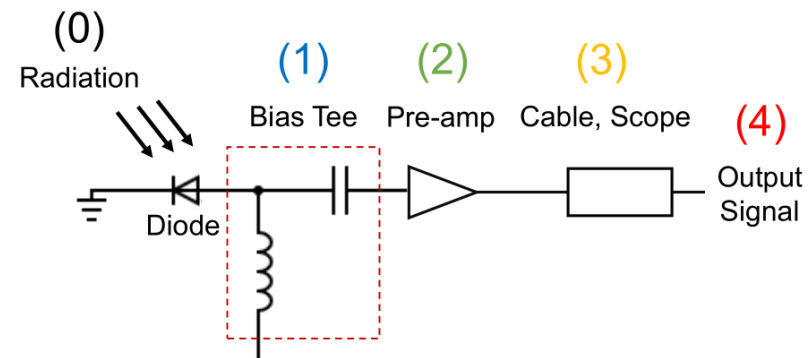 (0)
Radiation
(1)
Bias Tee
(2)
Pre-amp
(3)
Cable, Scope
(4)
Output
Signal
Diode